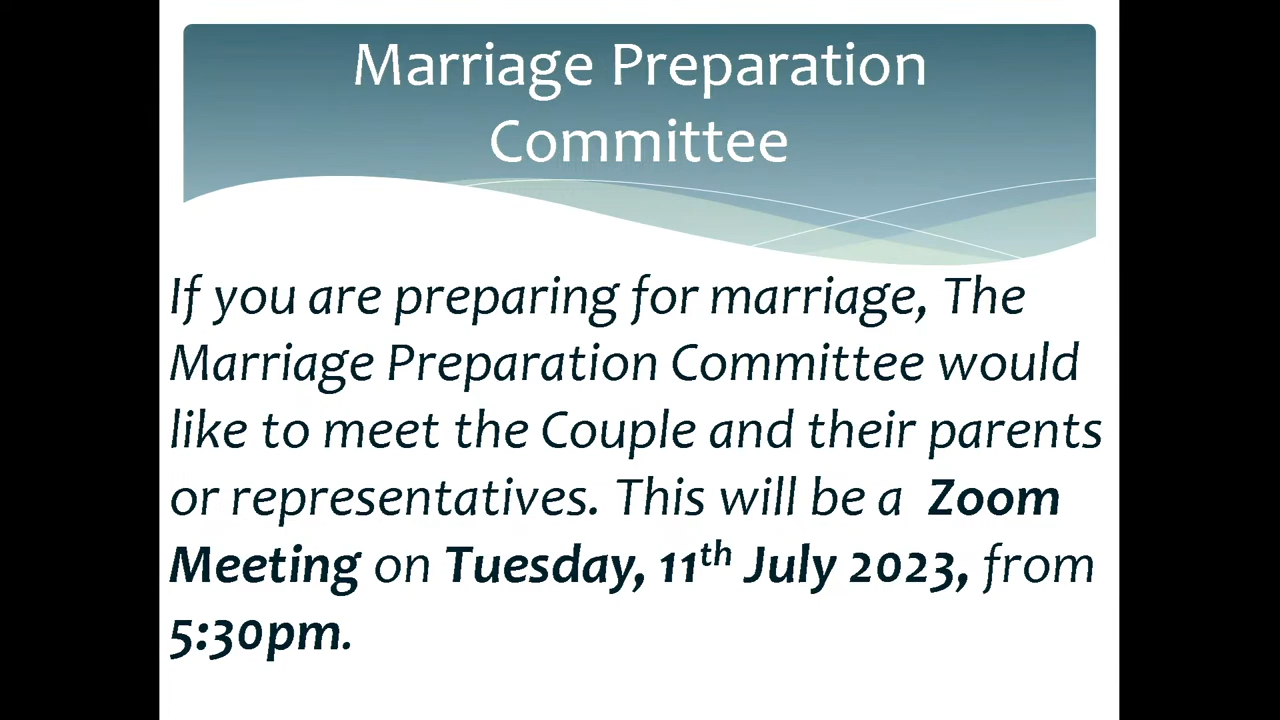 Marriage Preparation
Committee
If you are preparing for marriage, The
Marriage Preparation Committee would
like to meet the Couple and their parents
or representatives. This will be a Zoom
Meeting on Tuesday, 11th July 2023, from
5:30pm.